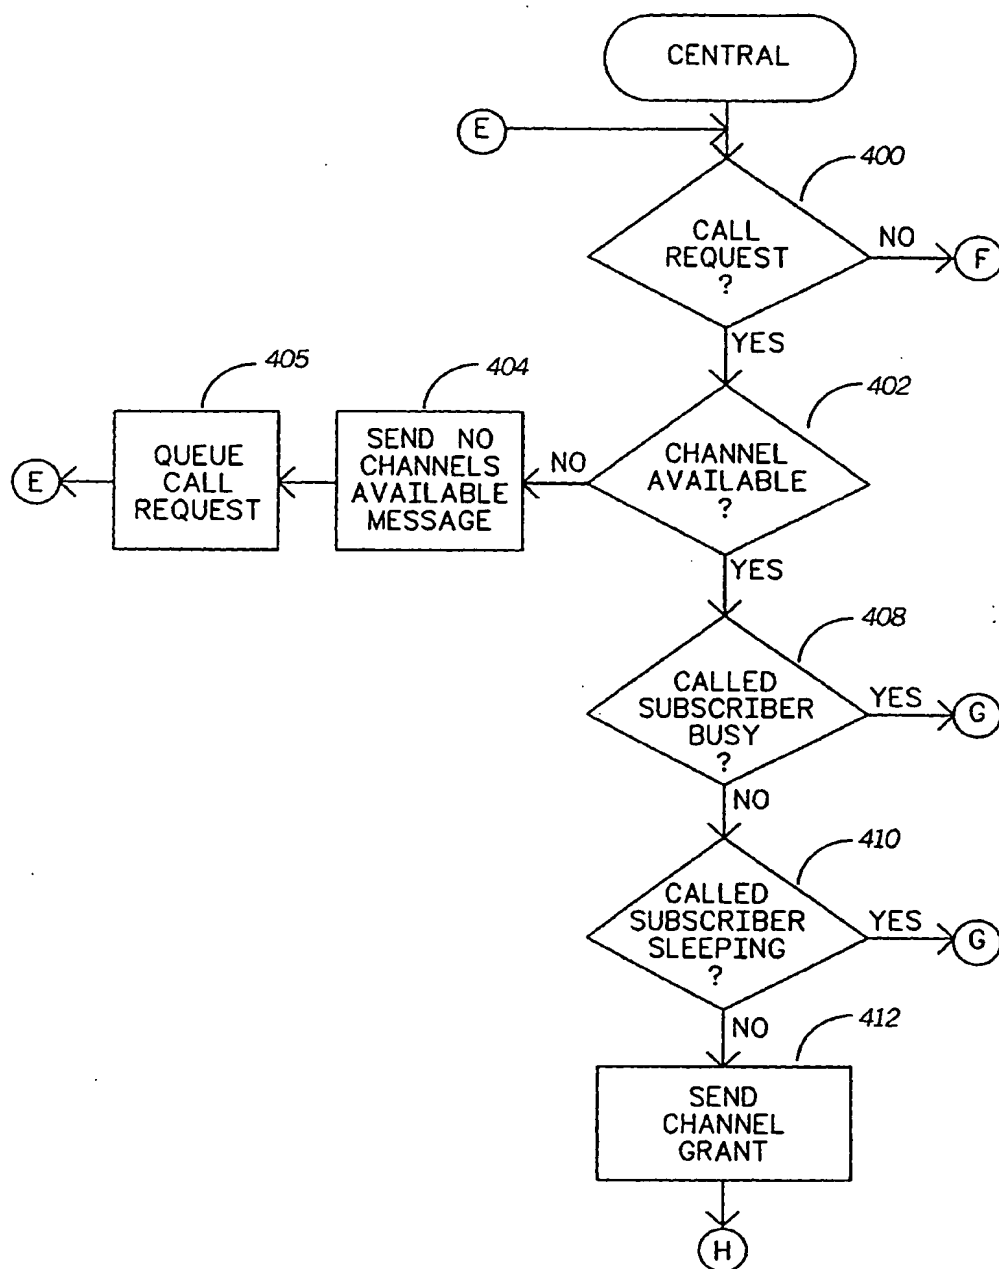 CENTRAL
E
400
CALL
REQUEST
?
NO
F
YES
405
404
402
E
QUEUE
CALL
REQUEST
SEND NO
CHANNELS
AVAILABLE
MESSAGE
NO
CHANNEL
AVAILABLE
?
YES
408
CALLED
SUBSCRIBER
BUSY
?
YES
G
NO
410
CALLED
SUBSCRIBER
SLEEPING
?
YES
G
NO
412
SEND
CHANNEL
GRANT
H